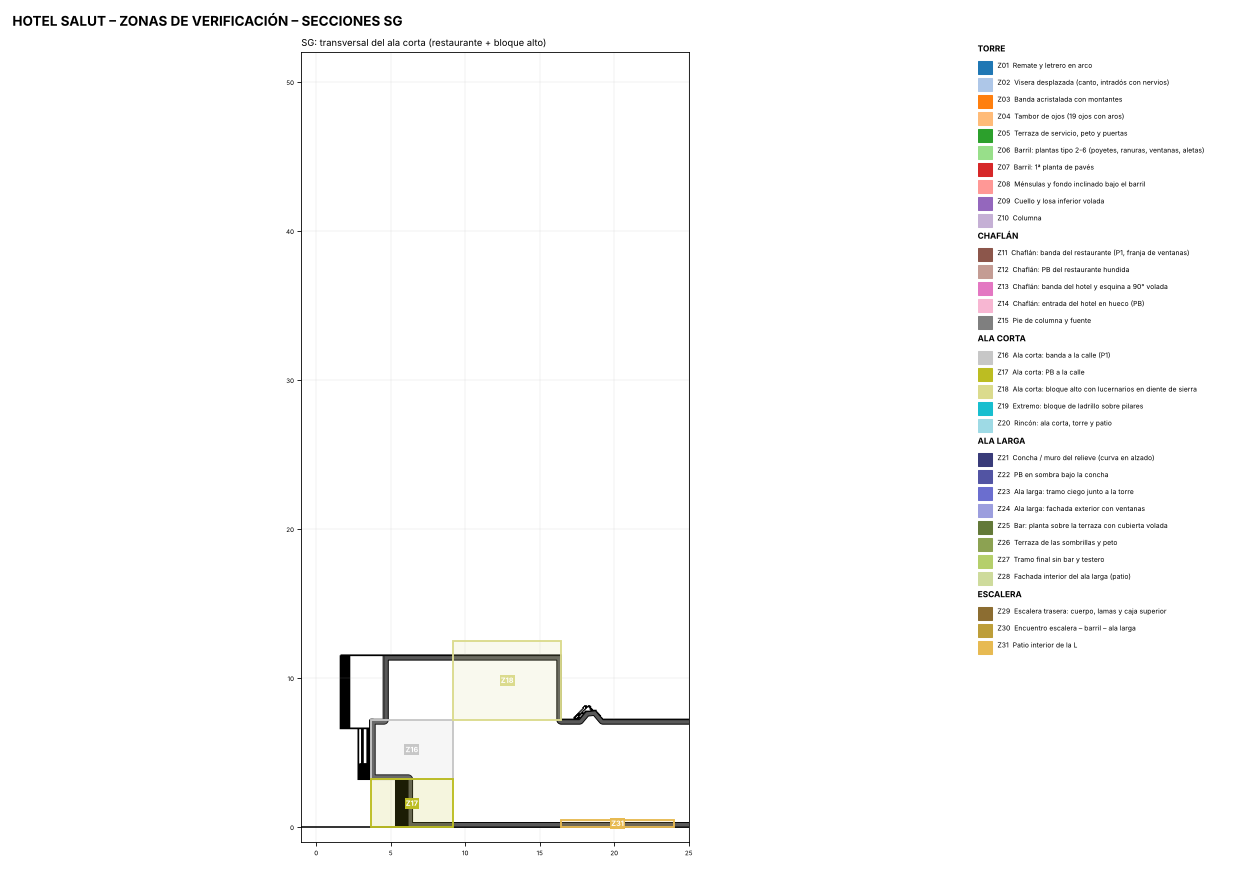 HOTEL SALUT – ZONAS DE VERIFICACIÓN – SECCIONES SG
SG: transversal del ala corta (restaurante + bloque alto)
50
40
30
20
10
0
0
5
10
15
20
25
Z18
Z16
Z17
Z31
TORRE
Z01 Remate y letrero en arco
Z02 Visera desplazada (canto, intradós con nervios)
Z03 Banda acristalada con montantes
Z04 Tambor de ojos (19 ojos con aros)
Z05 Terraza de servicio, peto y puertas
Z06 Barril: plantas tipo 2-6 (poyetes, ranuras, ventanas, aletas)
Z07 Barril: 1ª planta de pavés
Z08 Ménsulas y fondo inclinado bajo el barril
Z09 Cuello y losa inferior volada
Z10 Columna
CHAFLÁN
Z11 Chaflán: banda del restaurante (P1, franja de ventanas)
Z12 Chaflán: PB del restaurante hundida
Z13 Chaflán: banda del hotel y esquina a 90° volada
Z14 Chaflán: entrada del hotel en hueco (PB)
Z15 Pie de columna y fuente
ALA CORTA
Z16 Ala corta: banda a la calle (P1)
Z17 Ala corta: PB a la calle
Z18 Ala corta: bloque alto con lucernarios en diente de sierra
Z19 Extremo: bloque de ladrillo sobre pilares
Z20 Rincón: ala corta, torre y patio
ALA LARGA
Z21 Concha / muro del relieve (curva en alzado)
Z22 PB en sombra bajo la concha
Z23 Ala larga: tramo ciego junto a la torre
Z24 Ala larga: fachada exterior con ventanas
Z25 Bar: planta sobre la terraza con cubierta volada
Z26 Terraza de las sombrillas y peto
Z27 Tramo final sin bar y testero
Z28 Fachada interior del ala larga (patio)
ESCALERA
Z29 Escalera trasera: cuerpo, lamas y caja superior
Z30 Encuentro escalera – barril – ala larga
Z31 Patio interior de la L